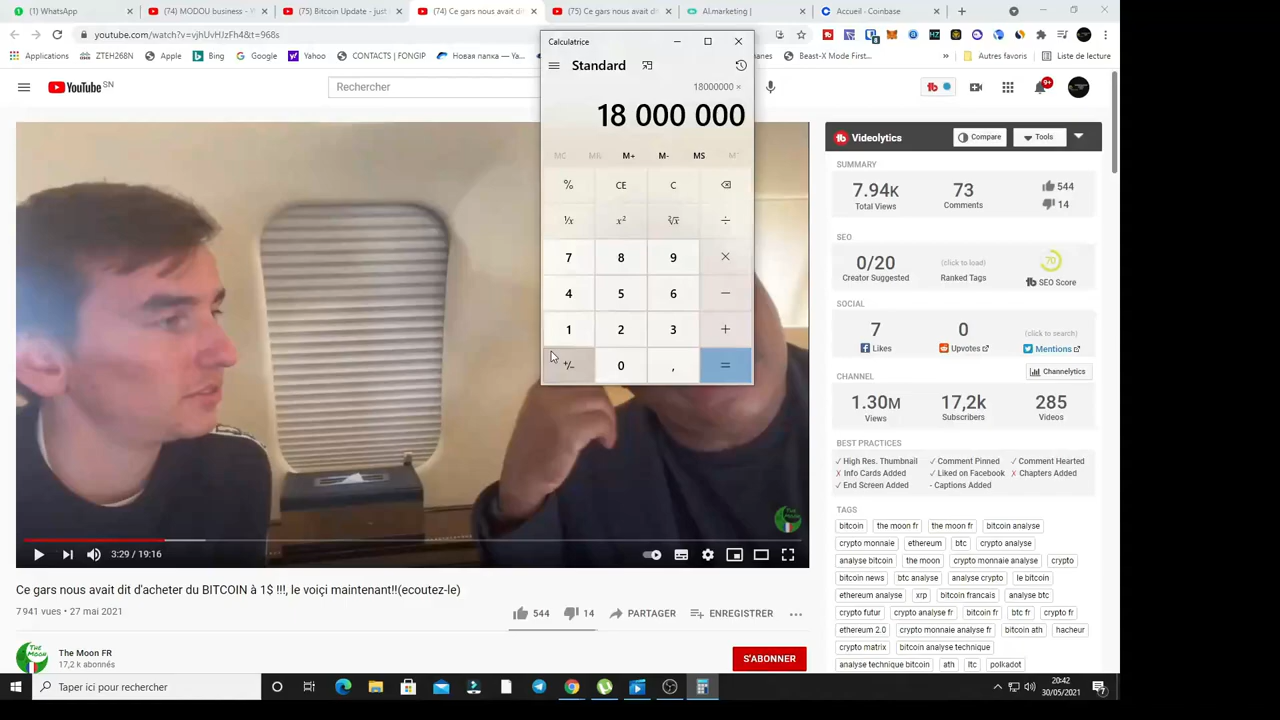 (1) WhatsApp
(74) MODOU business - Y
(75) Bitcoin Update - just
(74) Ce gars nous avait dit
(75) Ce gars nous avait dit
AI.marketing |
Accueil - Coinbase
youtube.com/watch?v=vjhUvHJzFh4&t=968s
Applications
ZTEH268N
Apple
Bing
Google
Yahoo
CONTACTS ( FONGIP
Новая папка —Ye...
Beast-X Mode First...
»
Autres favoris
Liste de lecture
YouTube SN
Rechercher
9+
Calculatrice
Standard
18000000 ×
18 000 000
MC MR M+ M- MS M
% CE C
¹/x x² ²√x ÷
7 8 9 ×
4 5 6 −
1 2 3 +
+/− 0 , =
Videolytics
Compare
Tools
SUMMARY
7.94K 73 544
Total Views Comments 14
SEO
0/20 (click to load) 70
Creator Suggested Ranked Tags SEO Score
SOCIAL
7 0 (click to search)
Likes Upvotes Mentions
CHANNEL Channelytics
1.30M 17,2k 285
Views Subscribers Videos
BEST PRACTICES
✓ High Res. Thumbnail ✓ Comment Pinned ✓ Comment Hearted
✗ Info Cards Added ✓ Liked on Facebook ✗ Chapters Added
✓ End Screen Added - Captions Added
TAGS
bitcoin the moon fr the moon fr bitcoin analyse
crypto monnaie ethereum btc crypto analyse
analyse bitcoin the moon crypto monnaie analyse crypto
bitcoin news btc analyse analyse crypto le bitcoin
ethereum analyse xrp bitcoin francais analyse btc
crypto futur crypto analyse fr bitcoin fr btc fr crypto fr
ethereum 2.0 crypto monnaie analyse fr bitcoin ath hacheur
crypto matrix bitcoin analyse technique
analyse technique bitcoin ath ltc polkadot
3:29 / 19:16
Ce gars nous avait dit d'acheter du BITCOIN à 1$ !!!, le voiçi maintenant!!(ecoutez-le)
7 941 vues • 27 mai 2021
544 14 PARTAGER ENREGISTRER
THE MOON
The Moon FR
17,2 k abonnés
S'ABONNER
Taper ici pour rechercher
20:42
30/05/2021
7